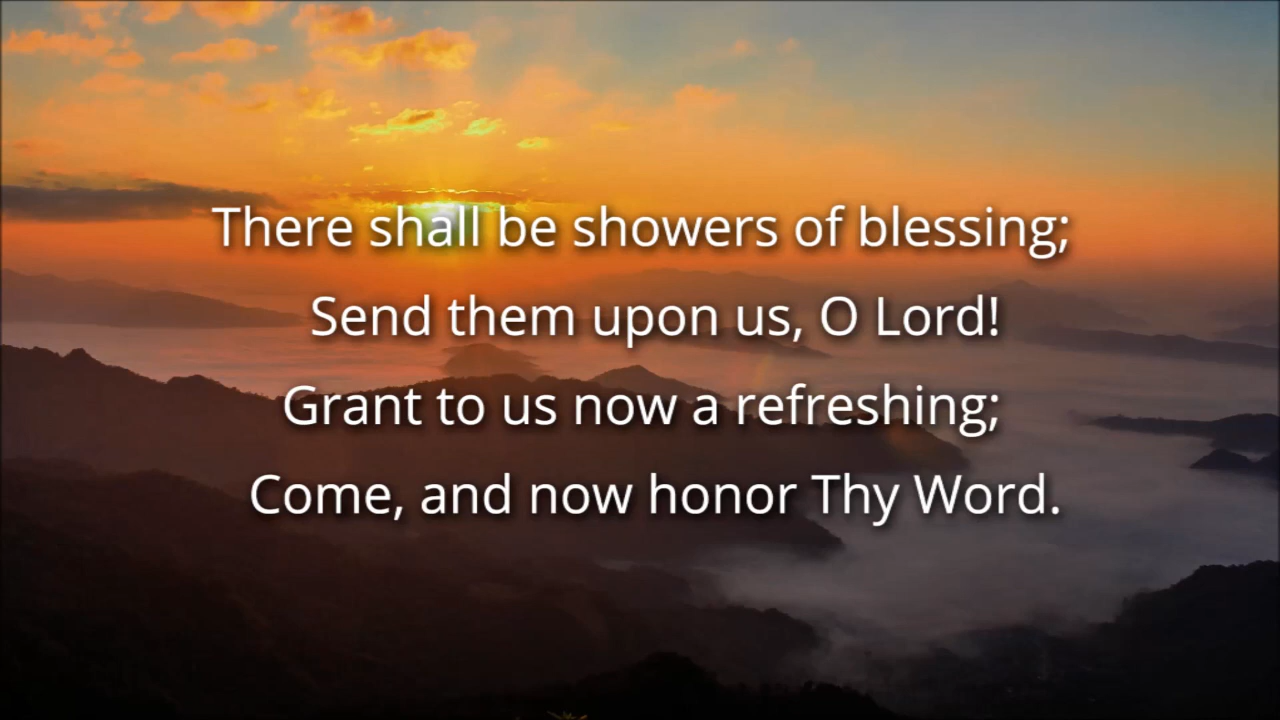 There shall be showers of blessing;
Send them upon us, O Lord!
Grant to us now a refreshing;
Come, and now honor Thy Word.